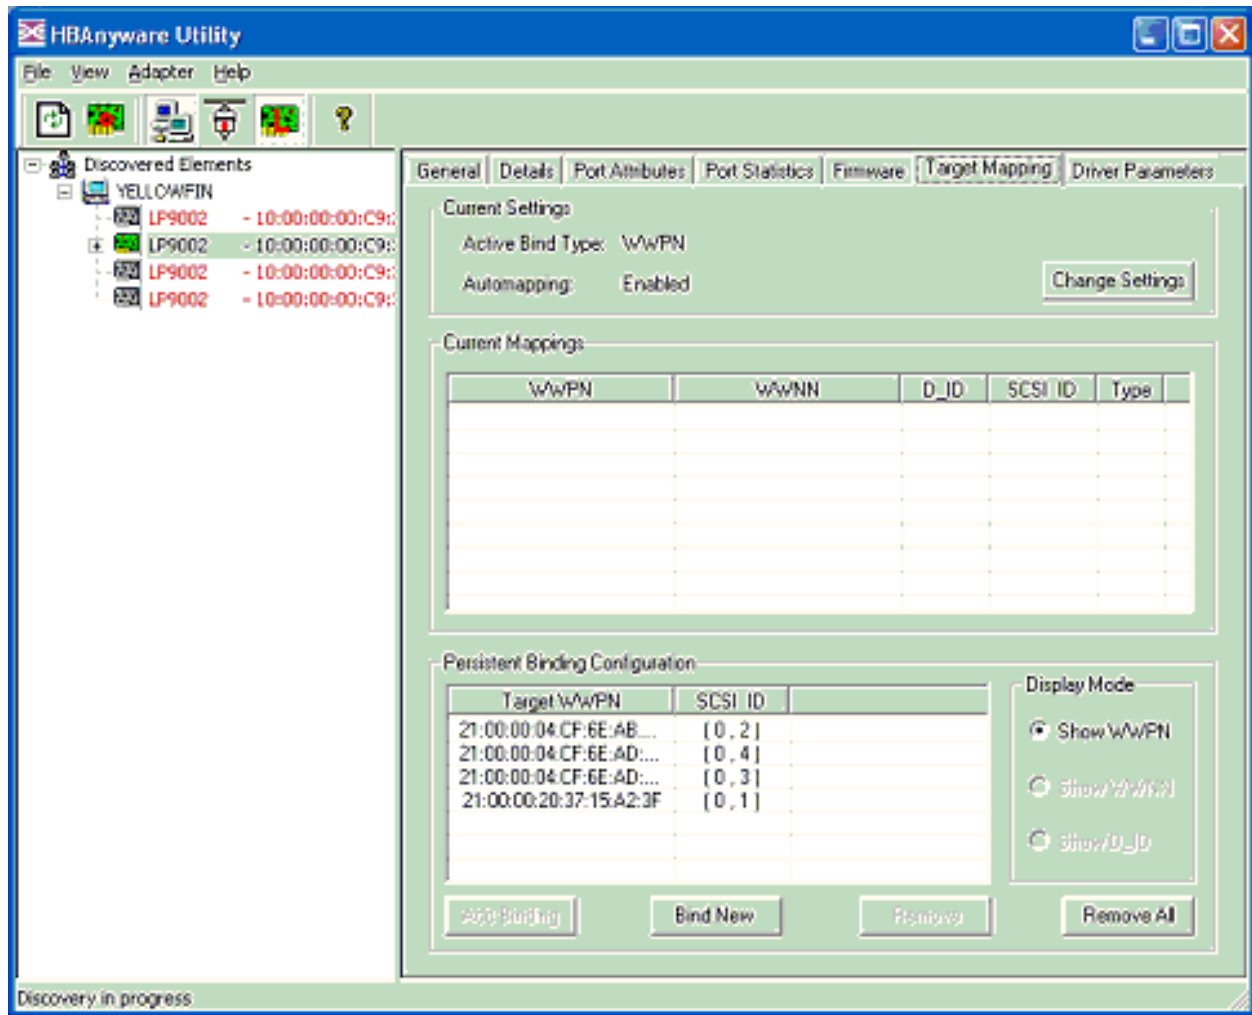 HBAnyware Utility
File View Adapter Help
Discovered Elements
YELLOWFIN
LP9002 - 10:00:00:00:C9:
LP9002 - 10:00:00:00:C9:
LP9002 - 10:00:00:00:C9:
LP9002 - 10:00:00:00:C9:
General Details Port Attributes Port Statistics Firmware Target Mapping Driver Parameters
Current Settings
Active Bind Type: WWPN
Automapping: Enabled
Change Settings
Current Mappings
WWPN WWNN D_ID SCSI ID Type
Persistent Binding Configuration
Target WWPN SCSI ID
21:00:00:04:CF:6E:AB.... [ 0 , 2 ]
21:00:00:04:CF:6E:AD:... [ 0 , 4 ]
21:00:00:04:CF:6E:AD:... [ 0 , 3 ]
21:00:00:20:37:15:A2:3F [ 0 , 1 ]
Display Mode
Show WWPN
Show WWNN
Show D_ID
Add Binding Bind New Remove Remove All
Discovery in progress